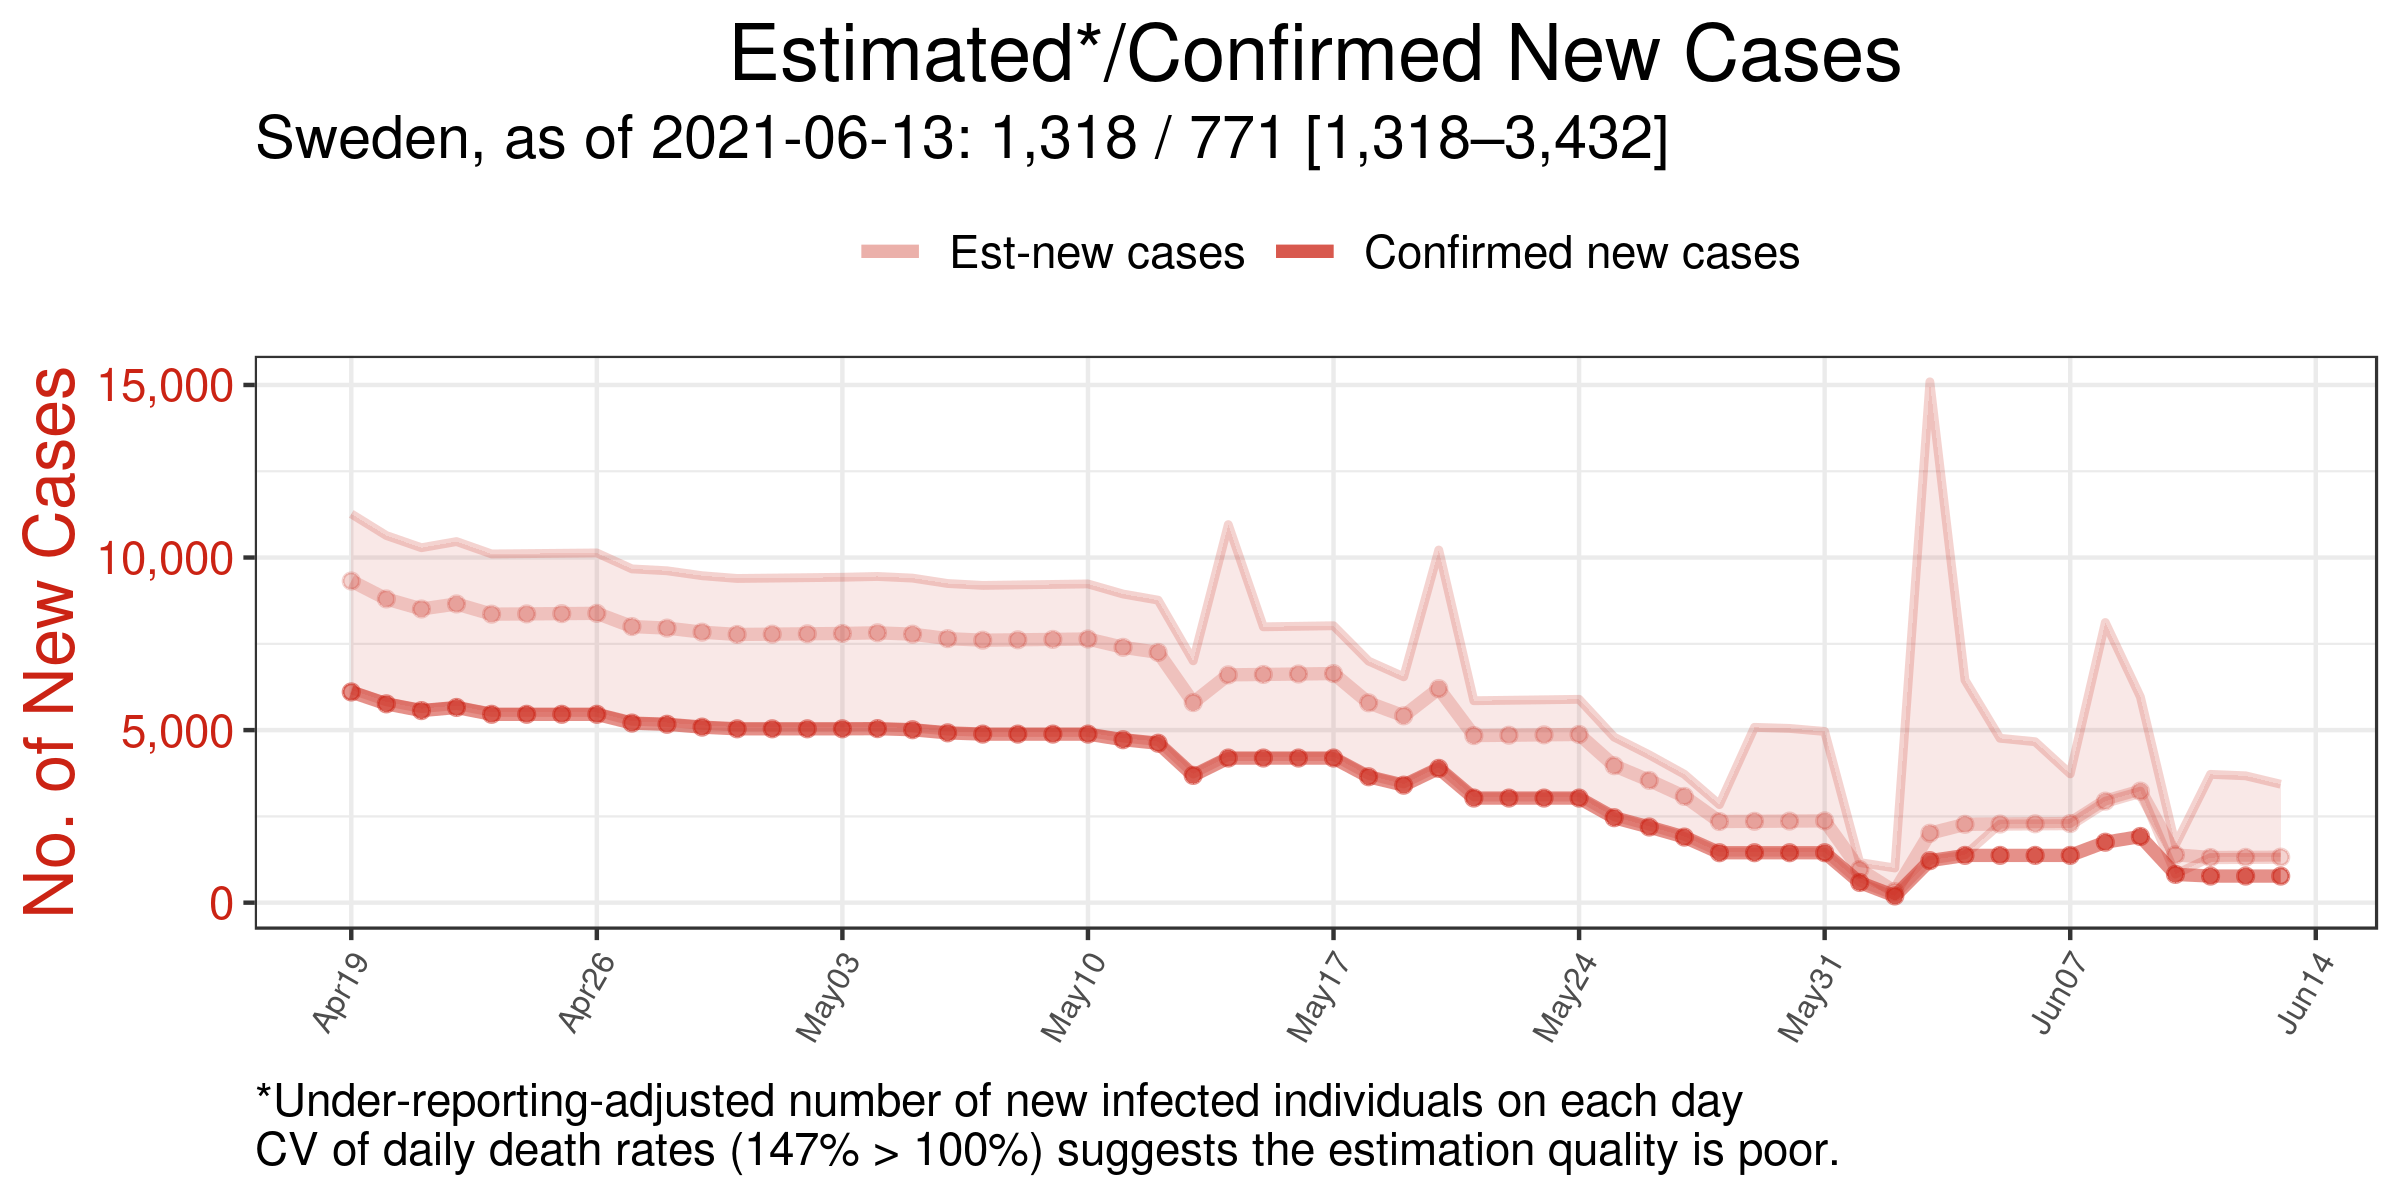 Estimated*/Confirmed New Cases
Sweden, as of 2021-06-13: 1,318 / 771 [1,318–3,432]
Est-new cases
Confirmed new cases
No. of New Cases
15,000
10,000
5,000
0
Apr19
Apr26
May03
May10
May17
May24
May31
Jun07
Jun14
*Under-reporting-adjusted number of new infected individuals on each day
CV of daily death rates (147% > 100%) suggests the estimation quality is poor.